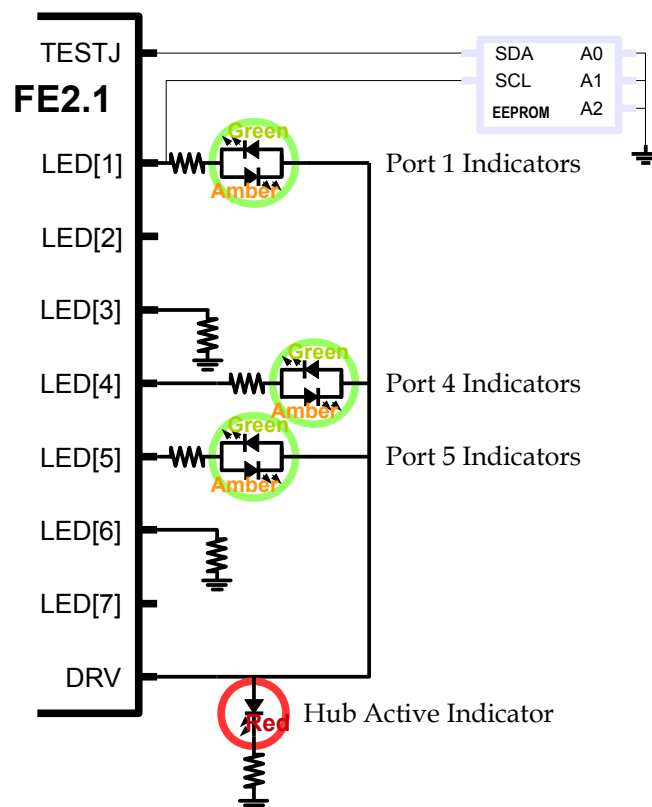 TESTJ
SDA A0
FE2.1
SCL A1
EEPROM A2
Green
LED[1]
Port 1 Indicators
Amber
LED[2]
LED[3]
Green
LED[4]
Port 4 Indicators
Amber
Green
LED[5]
Port 5 Indicators
Amber
LED[6]
LED[7]
DRV
Red
Hub Active Indicator